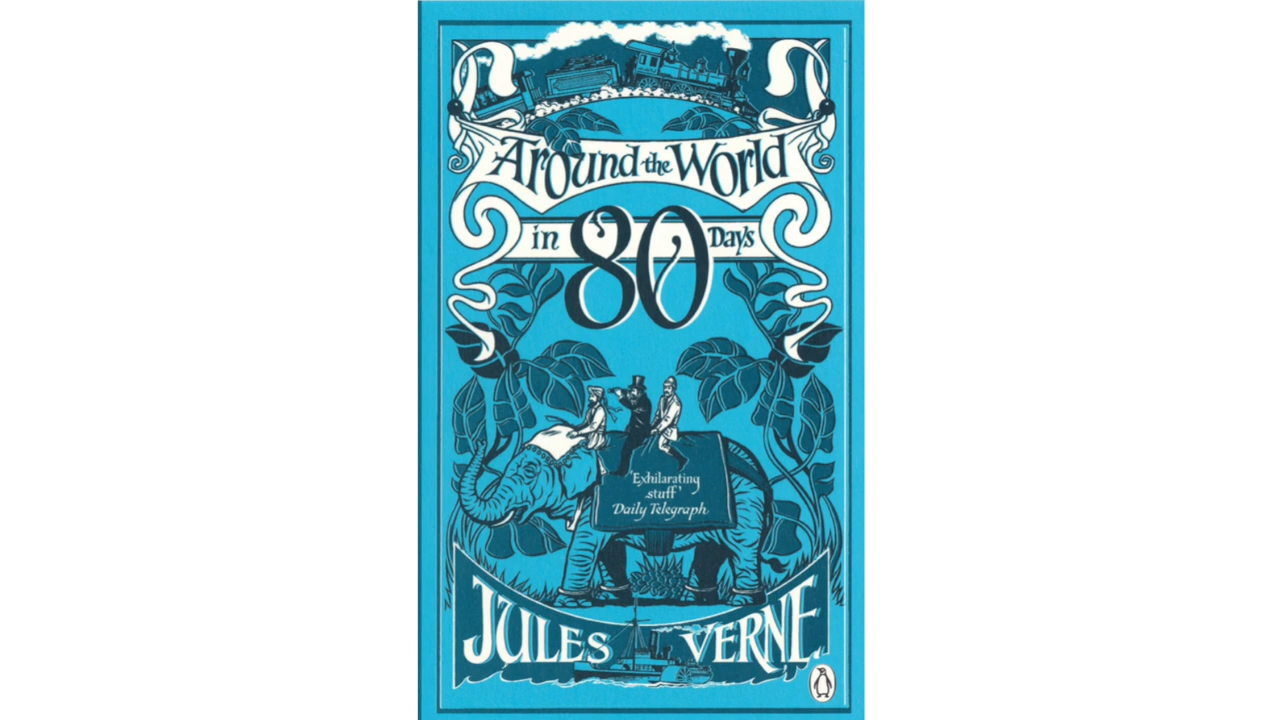 Around the World
in 80 Days
'Exhilarating
stuff'
Daily Telegraph
JULES VERNE